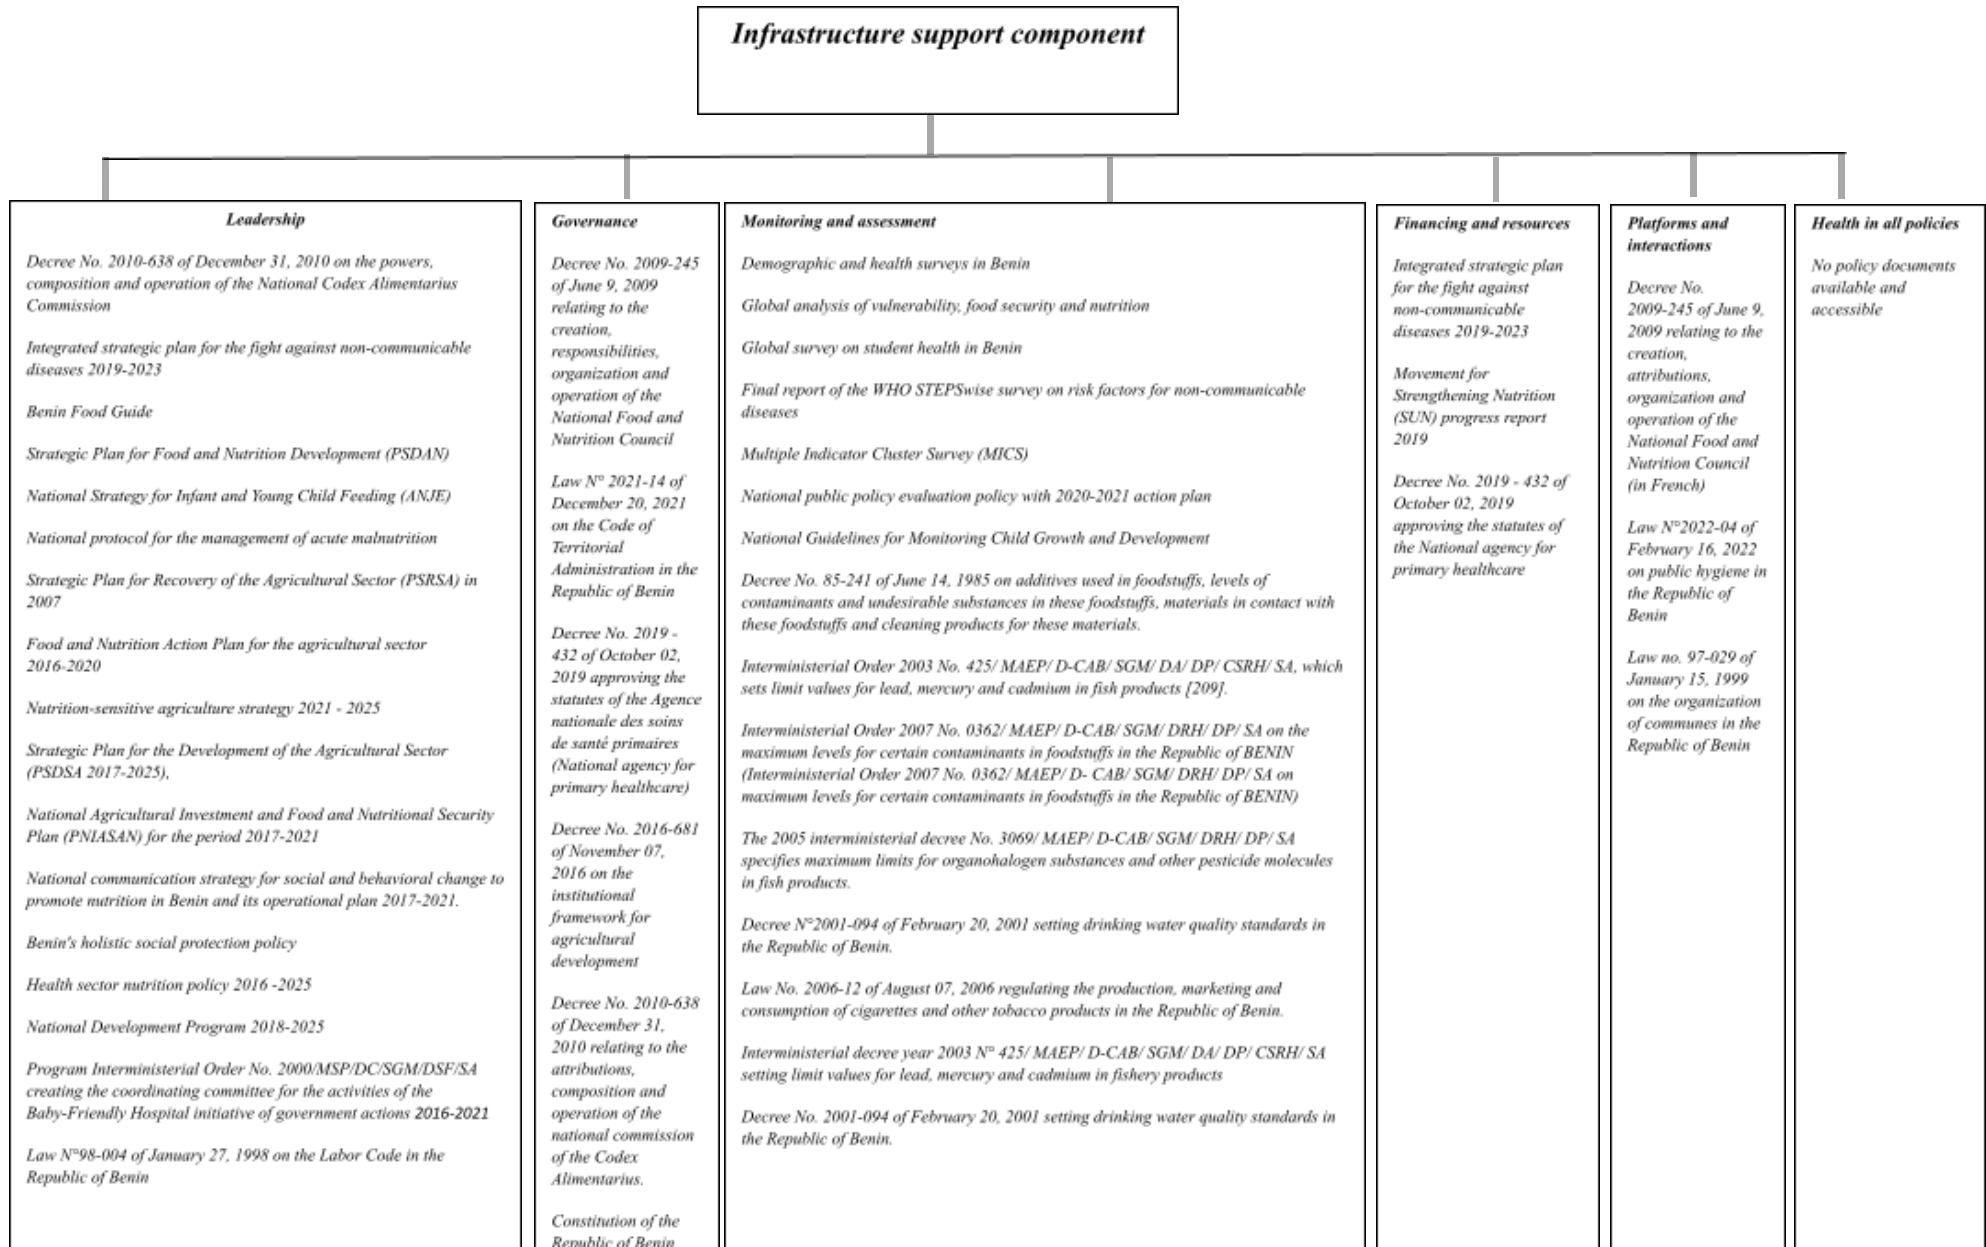 Infrastructure support component
Leadership
Decree No. 2010-638 of December 31, 2010 on the powers,
composition and operation of the National Codex Alimentarius
Commission
Integrated strategic plan for the fight against non-communicable
diseases 2019-2023
Benin Food Guide
Strategic Plan for Food and Nutrition Development (PSDAN)
National Strategy for Infant and Young Child Feeding (ANJE)
National protocol for the management of acute malnutrition
Strategic Plan for Recovery of the Agricultural Sector (PSRSA) in
2007
Food and Nutrition Action Plan for the agricultural sector
2016-2020
Nutrition-sensitive agriculture strategy 2021 - 2025
Strategic Plan for the Development of the Agricultural Sector
(PSDSA 2017-2025),
National Agricultural Investment and Food and Nutritional Security
Plan (PNIASAN) for the period 2017-2021
National communication strategy for social and behavioral change to
promote nutrition in Benin and its operational plan 2017-2021.
Benin's holistic social protection policy
Health sector nutrition policy 2016 -2025
National Development Program 2018-2025
Program Interministerial Order No. 2000/MSP/DC/SGM/DSF/SA
creating the coordinating committee for the activities of the
Baby-Friendly Hospital initiative of government actions 2016-2021
Law N°98-004 of January 27, 1998 on the Labor Code in the
Republic of Benin
Governance
Decree No. 2009-245
of June 9, 2009
relating to the
creation,
responsibilities,
organization and
operation of the
National Food and
Nutrition Council
Law N° 2021-14 of
December 20, 2021
on the Code of
Territorial
Administration in the
Republic of Benin
Decree No. 2019 -
432 of October 02,
2019 approving the
statutes of the Agence
nationale des soins
de santé primaires
(National agency for
primary healthcare)
Decree No. 2016-681
of November 07,
2016 on the
institutional
framework for
agricultural
development
Decree No. 2010-638
of December 31,
2010 relating to the
attributions,
composition and
operation of the
national commission
of the Codex
Alimentarius.
Constitution of the
Republic of Benin
Monitoring and assessment
Demographic and health surveys in Benin
Global analysis of vulnerability, food security and nutrition
Global survey on student health in Benin
Final report of the WHO STEPSwise survey on risk factors for non-communicable
diseases
Multiple Indicator Cluster Survey (MICS)
National public policy evaluation policy with 2020-2021 action plan
National Guidelines for Monitoring Child Growth and Development
Decree No. 85-241 of June 14, 1985 on additives used in foodstuffs, levels of
contaminants and undesirable substances in these foodstuffs, materials in contact with
these foodstuffs and cleaning products for these materials.
Interministerial Order 2003 No. 425/ MAEP/ D-CAB/ SGM/ DA/ DP/ CSRH/ SA, which
sets limit values for lead, mercury and cadmium in fish products [209].
Interministerial Order 2007 No. 0362/ MAEP/ D-CAB/ SGM/ DRH/ DP/ SA on the
maximum levels for certain contaminants in foodstuffs in the Republic of BENIN
(Interministerial Order 2007 No. 0362/ MAEP/ D- CAB/ SGM/ DRH/ DP/ SA on
maximum levels for certain contaminants in foodstuffs in the Republic of BENIN)
The 2005 interministerial decree No. 3069/ MAEP/ D-CAB/ SGM/ DRH/ DP/ SA
specifies maximum limits for organohalogen substances and other pesticide molecules
in fish products.
Decree N°2001-094 of February 20, 2001 setting drinking water quality standards in
the Republic of Benin.
Law No. 2006-12 of August 07, 2006 regulating the production, marketing and
consumption of cigarettes and other tobacco products in the Republic of Benin.
Interministerial decree year 2003 N° 425/ MAEP/ D-CAB/ SGM/ DA/ DP/ CSRH/ SA
setting limit values for lead, mercury and cadmium in fishery products
Decree No. 2001-094 of February 20, 2001 setting drinking water quality standards in
the Republic of Benin.
Financing and resources
Integrated strategic plan
for the fight against
non-communicable
diseases 2019-2023
Movement for
Strengthening Nutrition
(SUN) progress report
2019
Decree No. 2019 - 432 of
October 02, 2019
approving the statutes of
the National agency for
primary healthcare
Platforms and
interactions
Decree No.
2009-245 of June 9,
2009 relating to the
creation,
attributions,
organization and
operation of the
National Food and
Nutrition Council
(in French)
Law N°2022-04 of
February 16, 2022
on public hygiene in
the Republic of
Benin
Law no. 97-029 of
January 15, 1999
on the organization
of communes in the
Republic of Benin
Health in all policies
No policy documents
available and
accessible